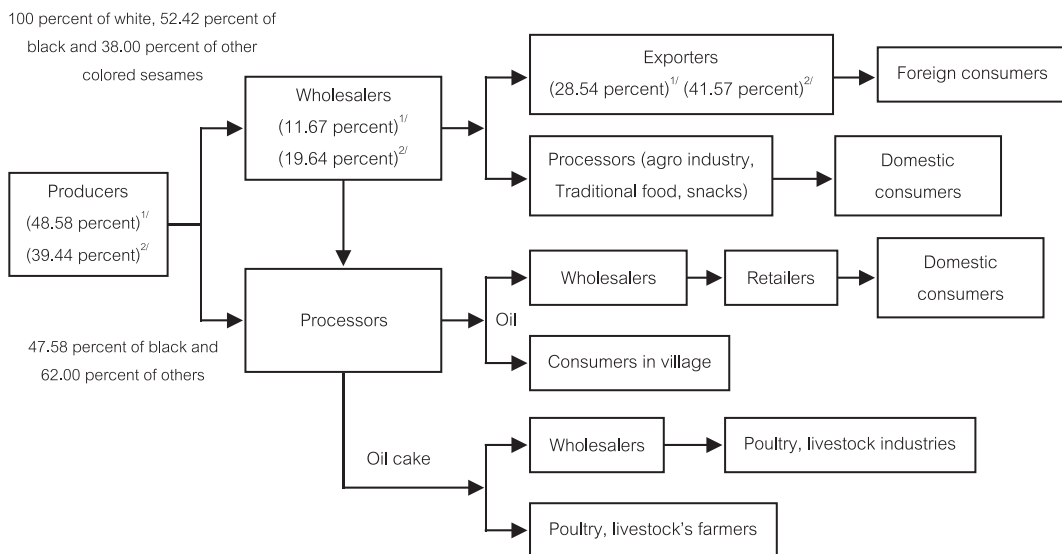 100 percent of white, 52.42 percent of
black and 38.00 percent of other
colored sesames
Producers
(48.58 percent)1/
(39.44 percent)2/
47.58 percent of black and
62.00 percent of others
Wholesalers
(11.67 percent)1/
(19.64 percent)2/
Processors
Exporters
(28.54 percent)1/ (41.57 percent)2/
Foreign consumers
Processors (agro industry,
Traditional food, snacks)
Domestic
consumers
Oil
Wholesalers
Retailers
Domestic
consumers
Consumers in village
Oil cake
Wholesalers
Poultry, livestock industries
Poultry, livestock's farmers